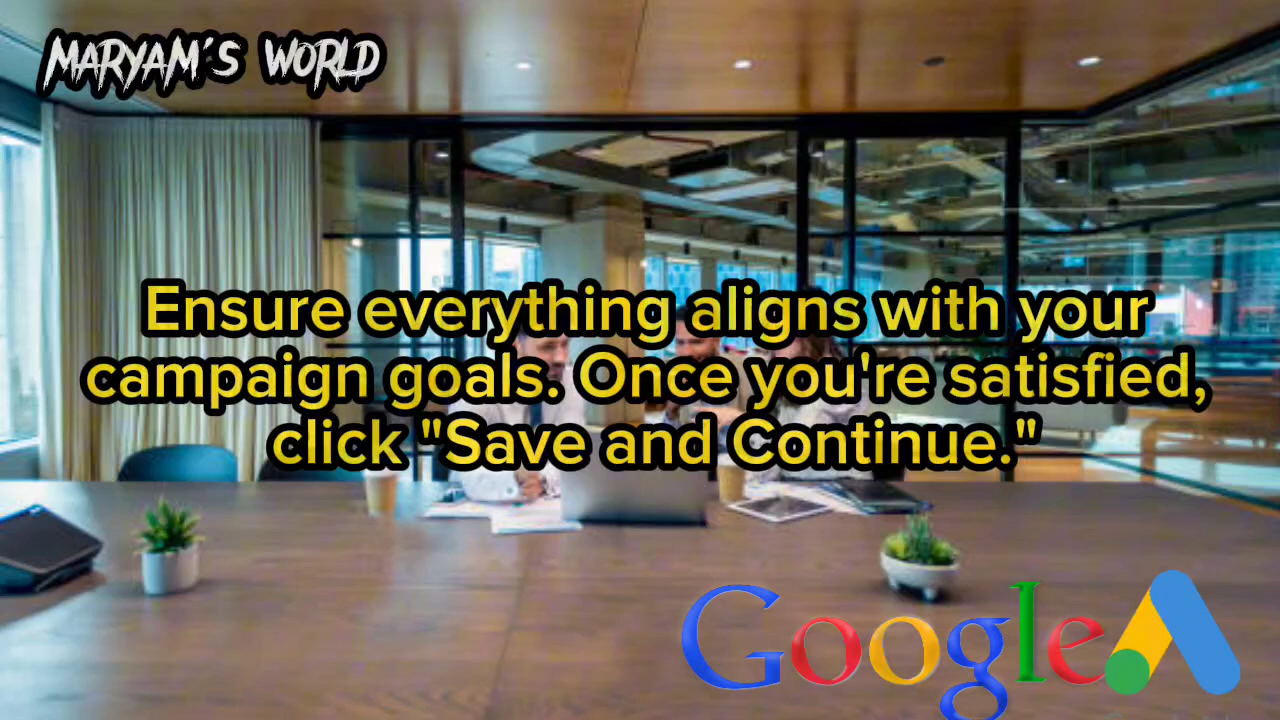 MARYAM'S WORLD
Ensure everything aligns with your
campaign goals. Once you're satisfied,
click "Save and Continue."
Google